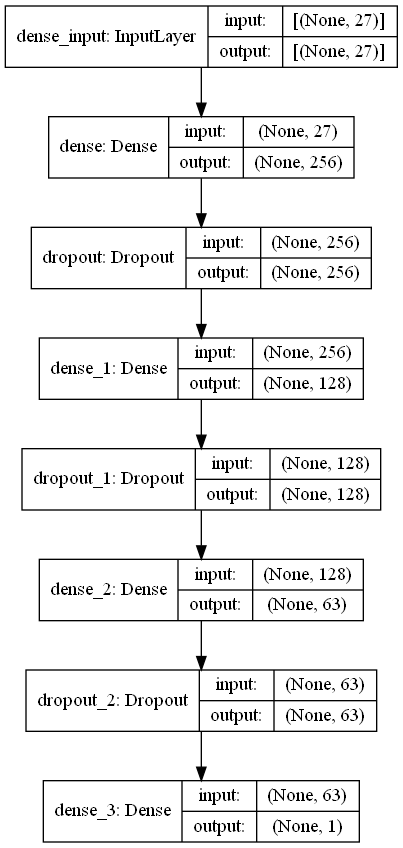 dense_input: InputLayer input: [(None, 27)]
output: [(None, 27)]
dense: Dense input: (None, 27)
output: (None, 256)
dropout: Dropout input: (None, 256)
output: (None, 256)
dense_1: Dense input: (None, 256)
output: (None, 128)
dropout_1: Dropout input: (None, 128)
output: (None, 128)
dense_2: Dense input: (None, 128)
output: (None, 63)
dropout_2: Dropout input: (None, 63)
output: (None, 63)
dense_3: Dense input: (None, 63)
output: (None, 1)